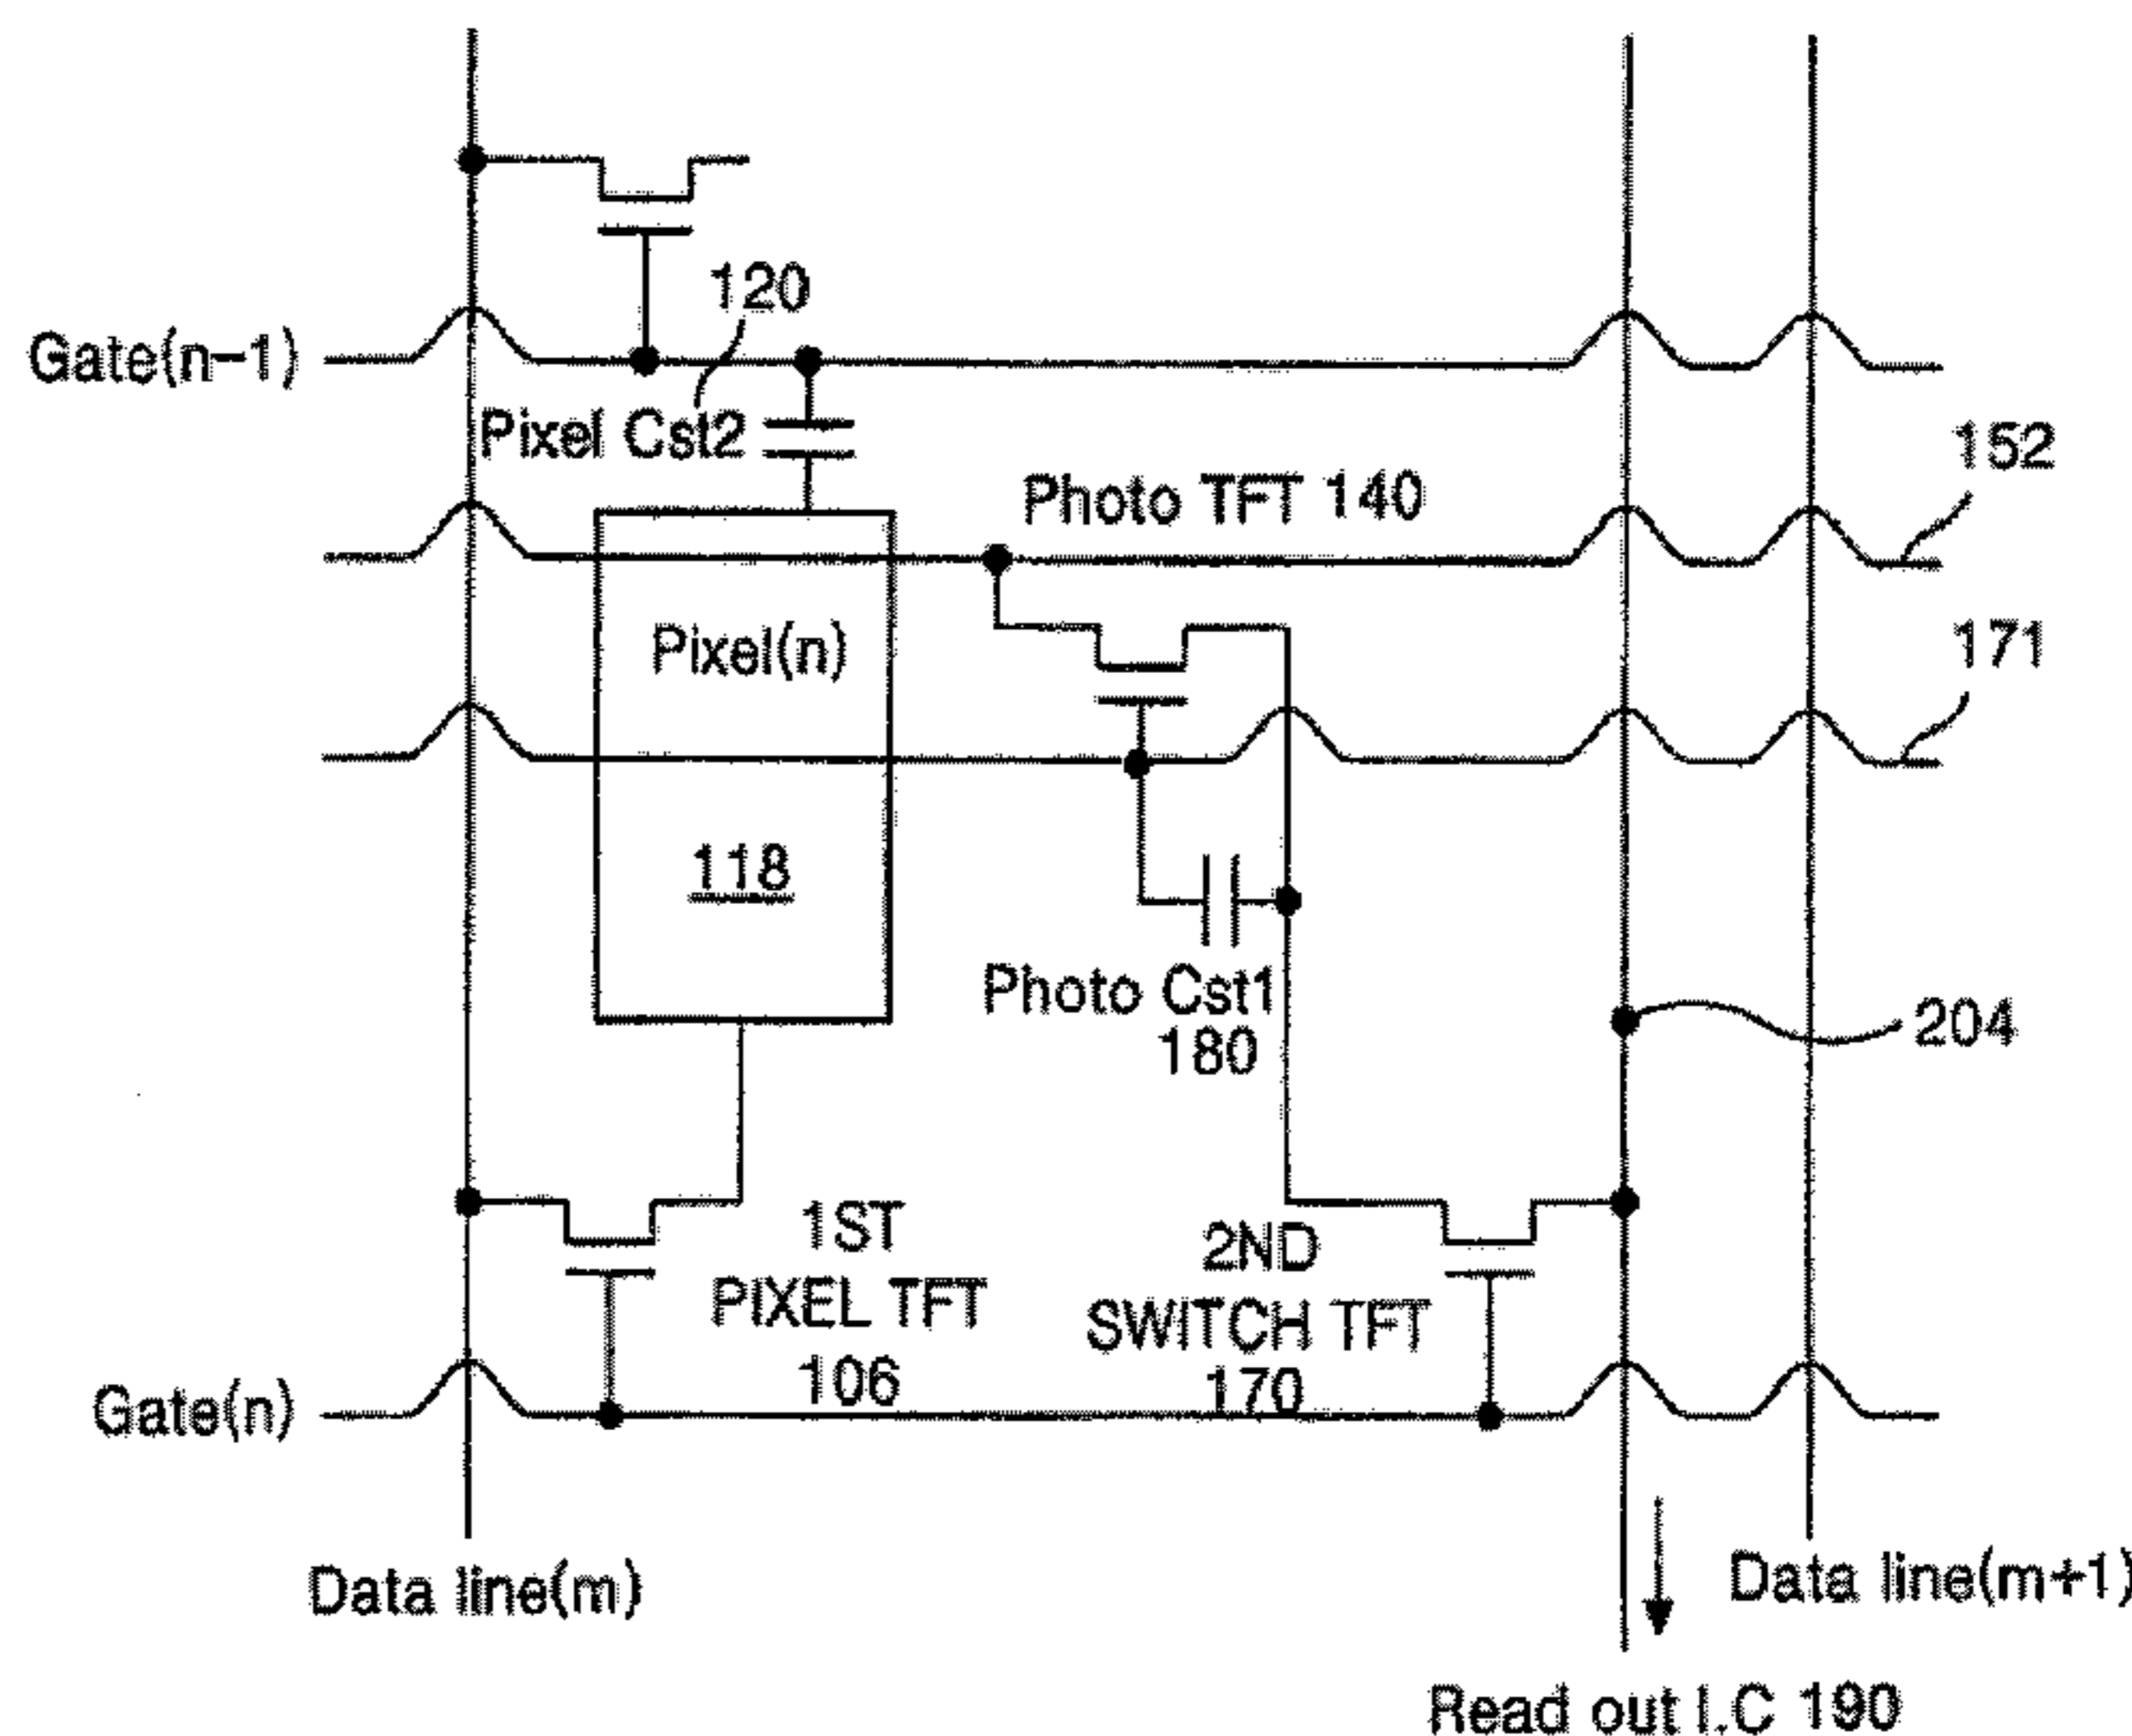 120
Gate(n-1)
Pixel Cst2
152
Photo TFT 140
Pixel(n)
171
118
Photo Cst1
180
204
1ST
PIXEL TFT
106
2ND
SWITCH TFT
170
Gate(n)
Data line(m)
Data line(m+1)
Read out I.C 190